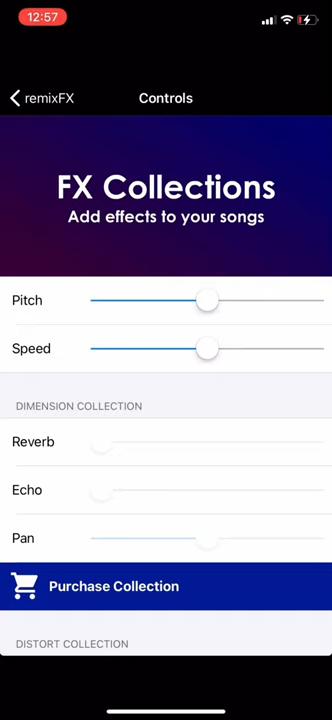 12:57
remixFX
Controls
FX Collections
Add effects to your songs
Pitch
Speed
DIMENSION COLLECTION
Reverb
Echo
Pan
Purchase Collection
DISTORT COLLECTION